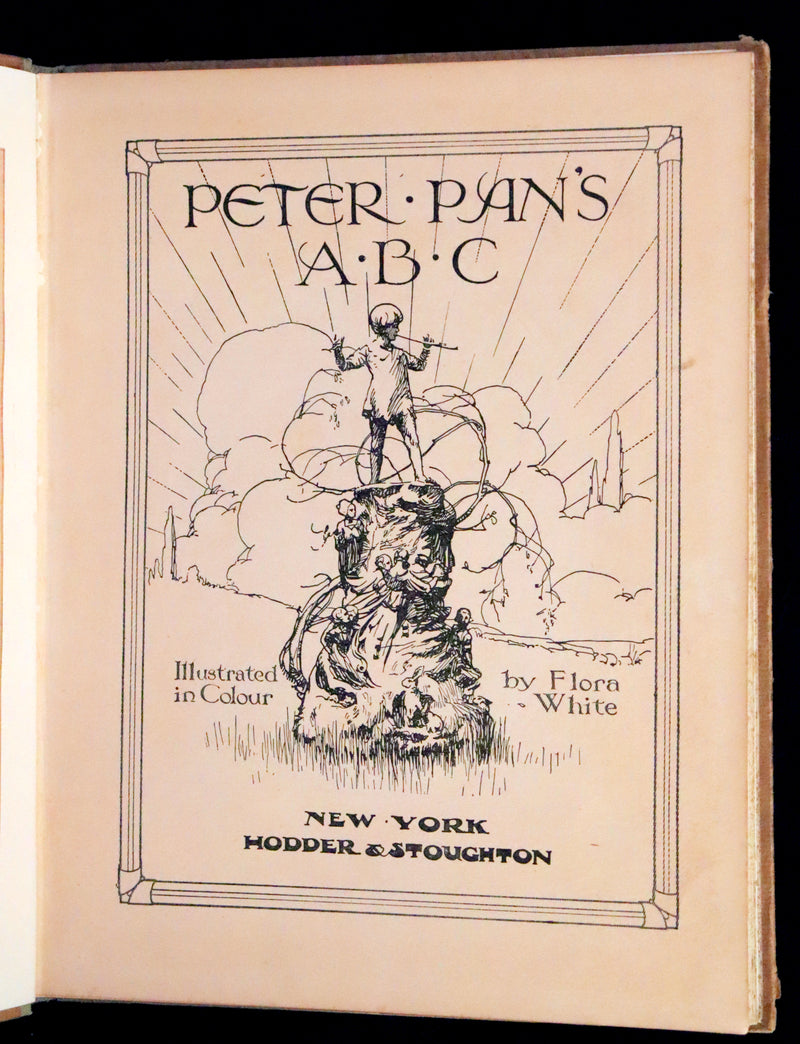 PETER · PAN'S
A · B · C
Illustrated
in Colour
by Flora
White
NEW · YORK
HODDER & STOUGHTON